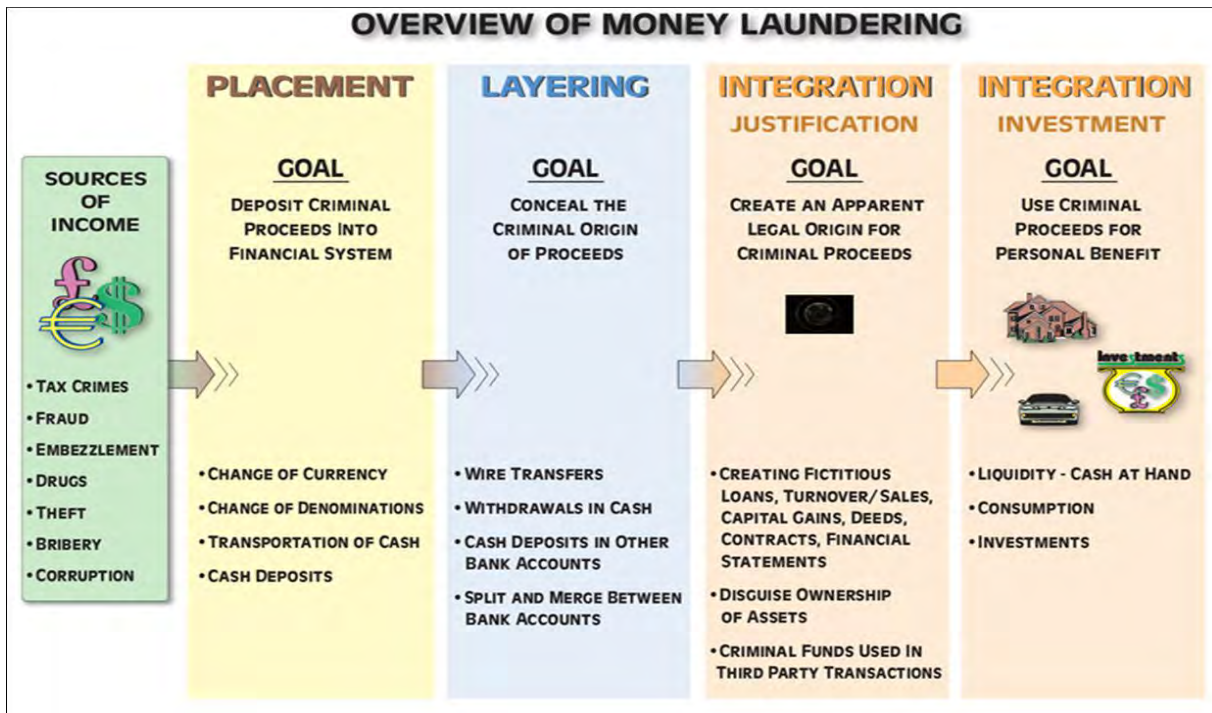 OVERVIEW OF MONEY LAUNDERING
SOURCES
OF
INCOME
• TAX CRIMES
• FRAUD
• EMBEZZLEMENT
• DRUGS
• THEFT
• BRIBERY
• CORRUPTION
PLACEMENT
GOAL
DEPOSIT CRIMINAL
PROCEEDS INTO
FINANCIAL SYSTEM
• CHANGE OF CURRENCY
• CHANGE OF DENOMINATIONS
• TRANSPORTATION OF CASH
• CASH DEPOSITS
LAYERING
GOAL
CONCEAL THE
CRIMINAL ORIGIN
OF PROCEEDS
• WIRE TRANSFERS
• WITHDRAWALS IN CASH
• CASH DEPOSITS IN OTHER
BANK ACCOUNTS
• SPLIT AND MERGE BETWEEN
BANK ACCOUNTS
INTEGRATION
JUSTIFICATION
GOAL
CREATE AN APPARENT
LEGAL ORIGIN FOR
CRIMINAL PROCEEDS
• CREATING FICTITIOUS
LOANS, TURNOVER/SALES,
CAPITAL GAINS, DEEDS,
CONTRACTS, FINANCIAL
STATEMENTS
• DISGUISE OWNERSHIP
OF ASSETS
• CRIMINAL FUNDS USED IN
THIRD PARTY TRANSACTIONS
INTEGRATION
INVESTMENT
GOAL
USE CRIMINAL
PROCEEDS FOR
PERSONAL BENEFIT
investments
• LIQUIDITY - CASH AT HAND
• CONSUMPTION
• INVESTMENTS